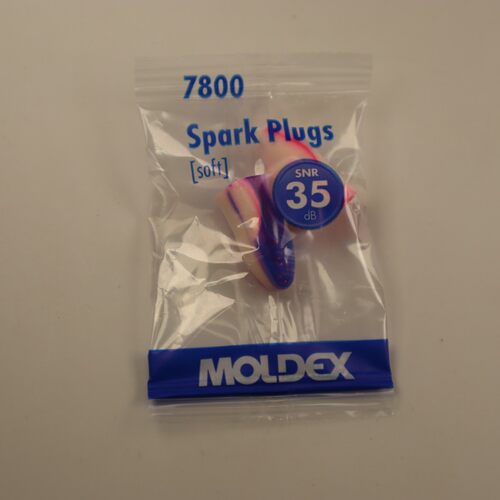 7800
Spark Plugs
[soft]
SNR
35
dB
MOLDEX